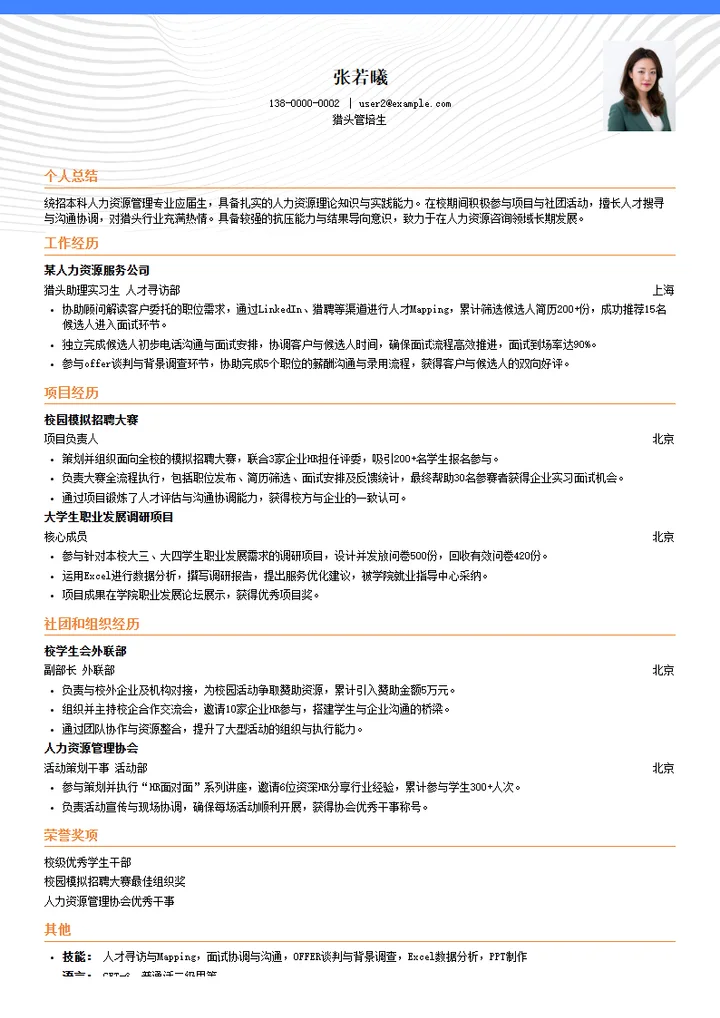 张若曦
138-0000-0002 | user2@example.com
猎头管培生
个人总结
统招本科人力资源管理专业应届生，具备扎实的人力资源理论知识与实践能力。在校期间积极参与项目与社团活动，擅长人才搜寻
与沟通协调，对猎头行业充满热情。具备较强的抗压能力与结果导向意识，致力于在人力资源咨询领域长期发展。
工作经历
某人力资源服务公司
猎头助理实习生 人才寻访部 上海
• 协助顾问解读客户委托的职位需求，通过LinkedIn、猎聘等渠道进行人才Mapping，累计筛选候选人简历200+份，成功推荐15名
候选人进入面试环节。
• 独立完成候选人初步电话沟通与面试安排，协调客户与候选人时间，确保面试流程高效推进，面试到场率达90%。
• 参与offer谈判与背景调查环节，协助完成5个职位的薪酬沟通与录用流程，获得客户与候选人的双向好评。
项目经历
校园模拟招聘大赛
项目负责人 北京
• 策划并组织面向全校的模拟招聘大赛，联合3家企业HR担任评委，吸引200+名学生报名参与。
• 负责大赛全流程执行，包括职位发布、简历筛选、面试安排及反馈统计，最终帮助30名参赛者获得企业实习面试机会。
• 通过项目锻炼了人才评估与沟通协调能力，获得校方与企业的一致认可。
大学生职业发展调研项目
核心成员 北京
• 参与针对本校大三、大四学生职业发展需求的调研项目，设计并发放问卷500份，回收有效问卷420份。
• 运用Excel进行数据分析，撰写调研报告，提出服务优化建议，被学院就业指导中心采纳。
• 项目成果在学院职业发展论坛展示，获得优秀项目奖。
社团和组织经历
校学生会外联部
副部长 外联部 北京
• 负责与校外企业及机构对接，为校园活动争取赞助资源，累计引入赞助金额5万元。
• 组织并主持校企合作交流会，邀请10家企业HR参与，搭建学生与企业沟通的桥梁。
• 通过团队协作与资源整合，提升了大型活动的组织与执行能力。
人力资源管理协会
活动策划干事 活动部 北京
• 参与策划并执行“HR面对面”系列讲座，邀请6位资深HR分享行业经验，累计参与学生300+人次。
• 负责活动宣传与现场协调，确保每场活动顺利开展，获得协会优秀干事称号。
荣誉奖项
校级优秀学生干部
校园模拟招聘大赛最佳组织奖
人力资源管理协会优秀干事
其他
• 技能： 人才寻访与Mapping，面试协调与沟通，OFFER谈判与背景调查，Excel数据分析，PPT制作